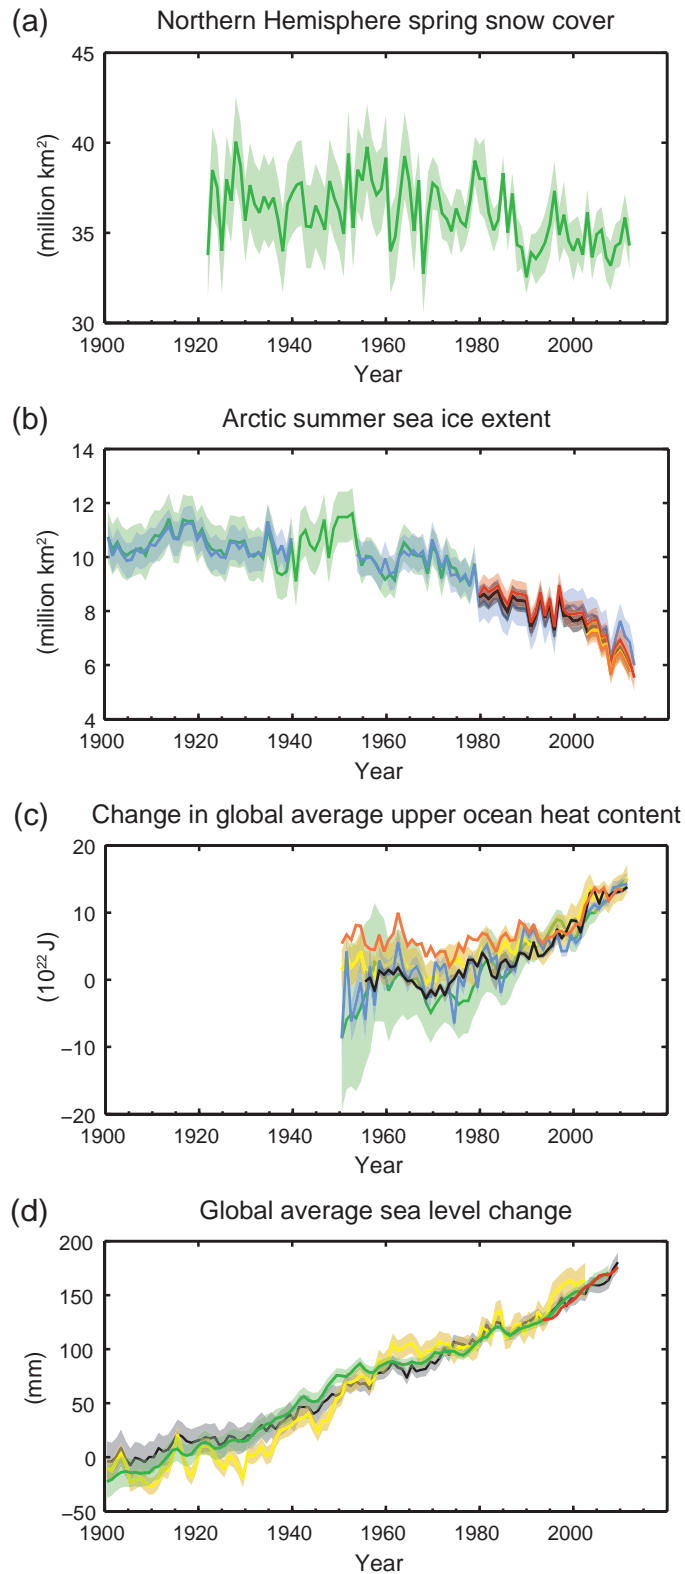 (a) Northern Hemisphere spring snow cover
45
40
35
30
(million km²)
1900 1920 1940 1960 1980 2000
Year
(b) Arctic summer sea ice extent
14
12
10
8
6
4
(million km²)
1900 1920 1940 1960 1980 2000
Year
(c) Change in global average upper ocean heat content
20
10
0
−10
−20
(10²² J)
1900 1920 1940 1960 1980 2000
Year
(d) Global average sea level change
200
150
100
50
0
−50
(mm)
1900 1920 1940 1960 1980 2000
Year